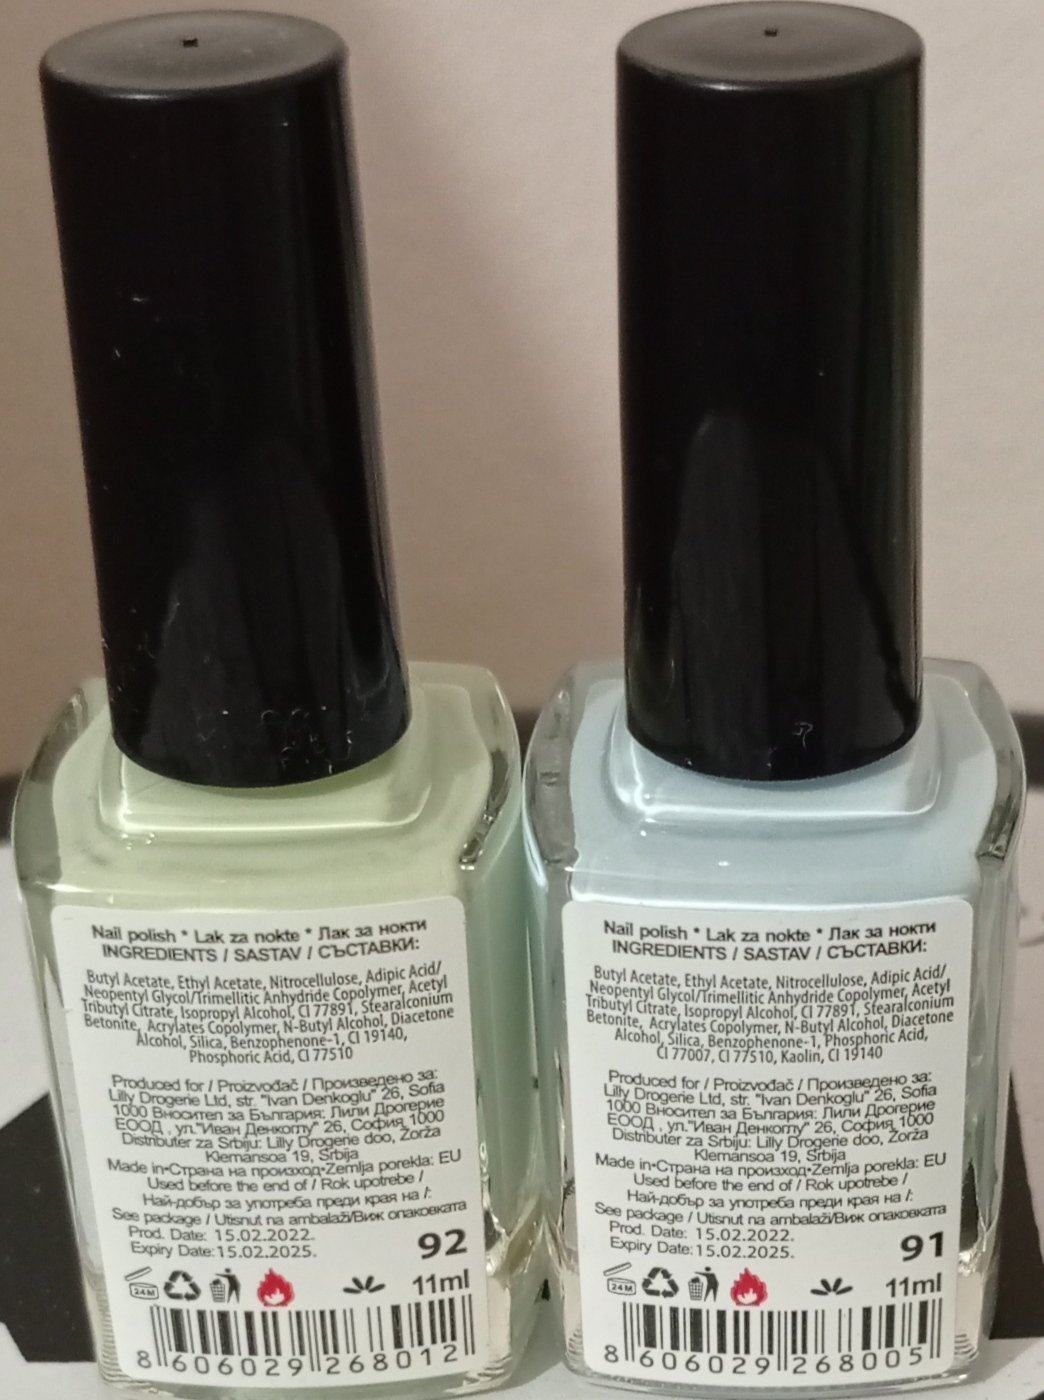 Nail polish * Lak za nokte * Лак за нокти
INGREDIENTS / SASTAV / СЪСТАВКИ:
Butyl Acetate, Ethyl Acetate, Nitrocellulose, Adipic Acid/
Neopentyl Glycol/Trimellitic Anhydride Copolymer, Acetyl
Tributyl Citrate, Isopropyl Alcohol, CI 77891, Stearalconium
Betonite, Acrylates Copolymer, N-Butyl Alcohol, Diacetone
Alcohol, Silica, Benzophenone-1, CI 19140,
Phosphoric Acid, CI 77510
Produced for / Proizvođač / Произведено за:
Lilly Drogerie Ltd, str. "Ivan Denkoglu" 26, Sofia
1000 Вносител за България: Лили Дрогерие
ЕООД , ул."Иван Денкоглу" 26, София 1000
Distributer za Srbiju: Lilly Drogerie doo, Žorža
Klemansoa 19, Srbija
Made in•Страна на произход•Zemlja porekla: EU
Used before the end of / Rok upotrebe /
Най-добър за употреба преди края на /:
See package / Utisnut na ambalaži/Виж опаковката
Prod. Date: 15.02.2022.
Expiry Date: 15.02.2025.
92
24M
11ml
8 606029 268012
Nail polish * Lak za nokte * Лак за нокти
INGREDIENTS / SASTAV / СЪСТАВКИ:
Butyl Acetate, Ethyl Acetate, Nitrocellulose, Adipic Acid/
Neopentyl Glycol/Trimellitic Anhydride Copolymer, Acetyl
Tributyl Citrate, Isopropyl Alcohol, CI 77891, Stearalconium
Betonite, Acrylates Copolymer, N-Butyl Alcohol, Diacetone
Alcohol, Silica, Benzophenone-1, Phosphoric Acid,
CI 77007, CI 77510, Kaolin, CI 19140
Produced for / Proizvođač / Произведено за:
Lilly Drogerie Ltd, str. "Ivan Denkoglu" 26, Sofia
1000 Вносител за България: Лили Дрогерие
ЕООД , ул."Иван Денкоглу" 26, София 1000
Distributer za Srbiju: Lilly Drogerie doo, Žorža
Klemansoa 19, Srbija
Made in•Страна на произход•Zemlja porekla: EU
Used before the end of / Rok upotrebe /
Най-добър за употреба преди края на /:
See package / Utisnut na ambalaži/Виж опаковката
Prod. Date: 15.02.2022.
Expiry Date: 15.02.2025.
91
24M
11ml
8 606029 268005